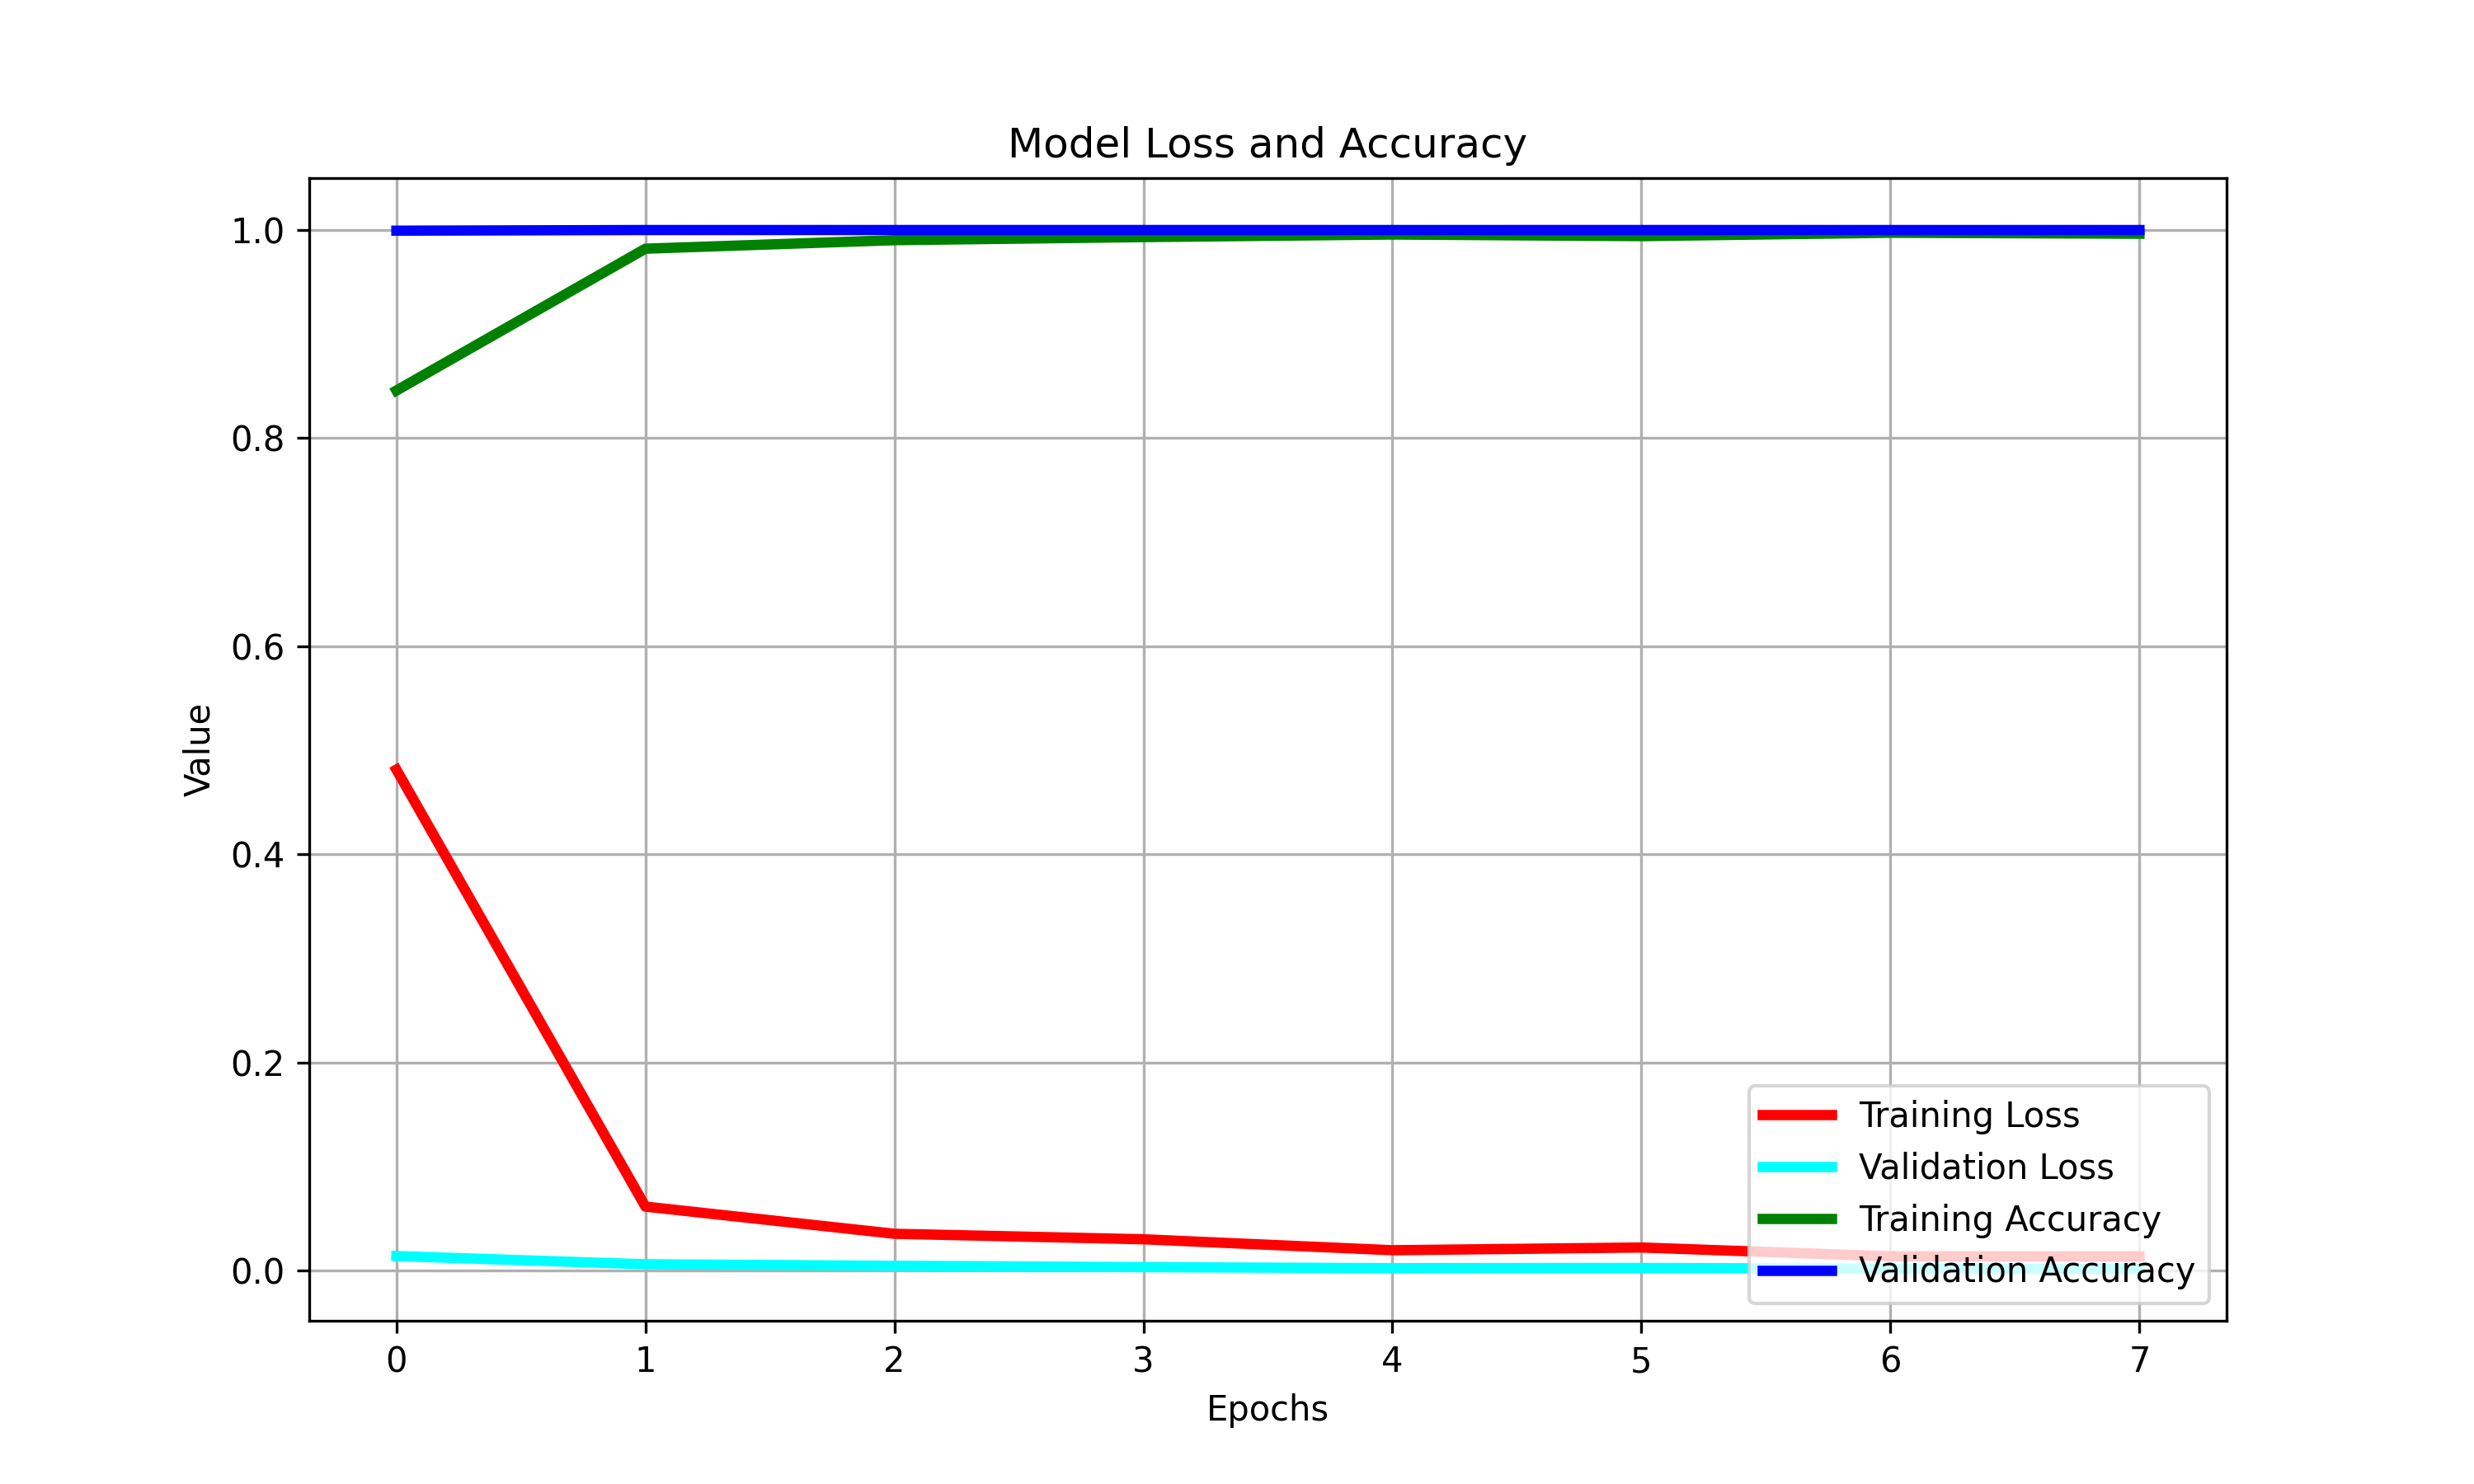 Model Loss and Accuracy
1.0
0.8
0.6
0.4
0.2
0.0
Value
Training Loss
Validation Loss
Training Accuracy
Validation Accuracy
0 1 2 3 4 5 6 7
Epochs